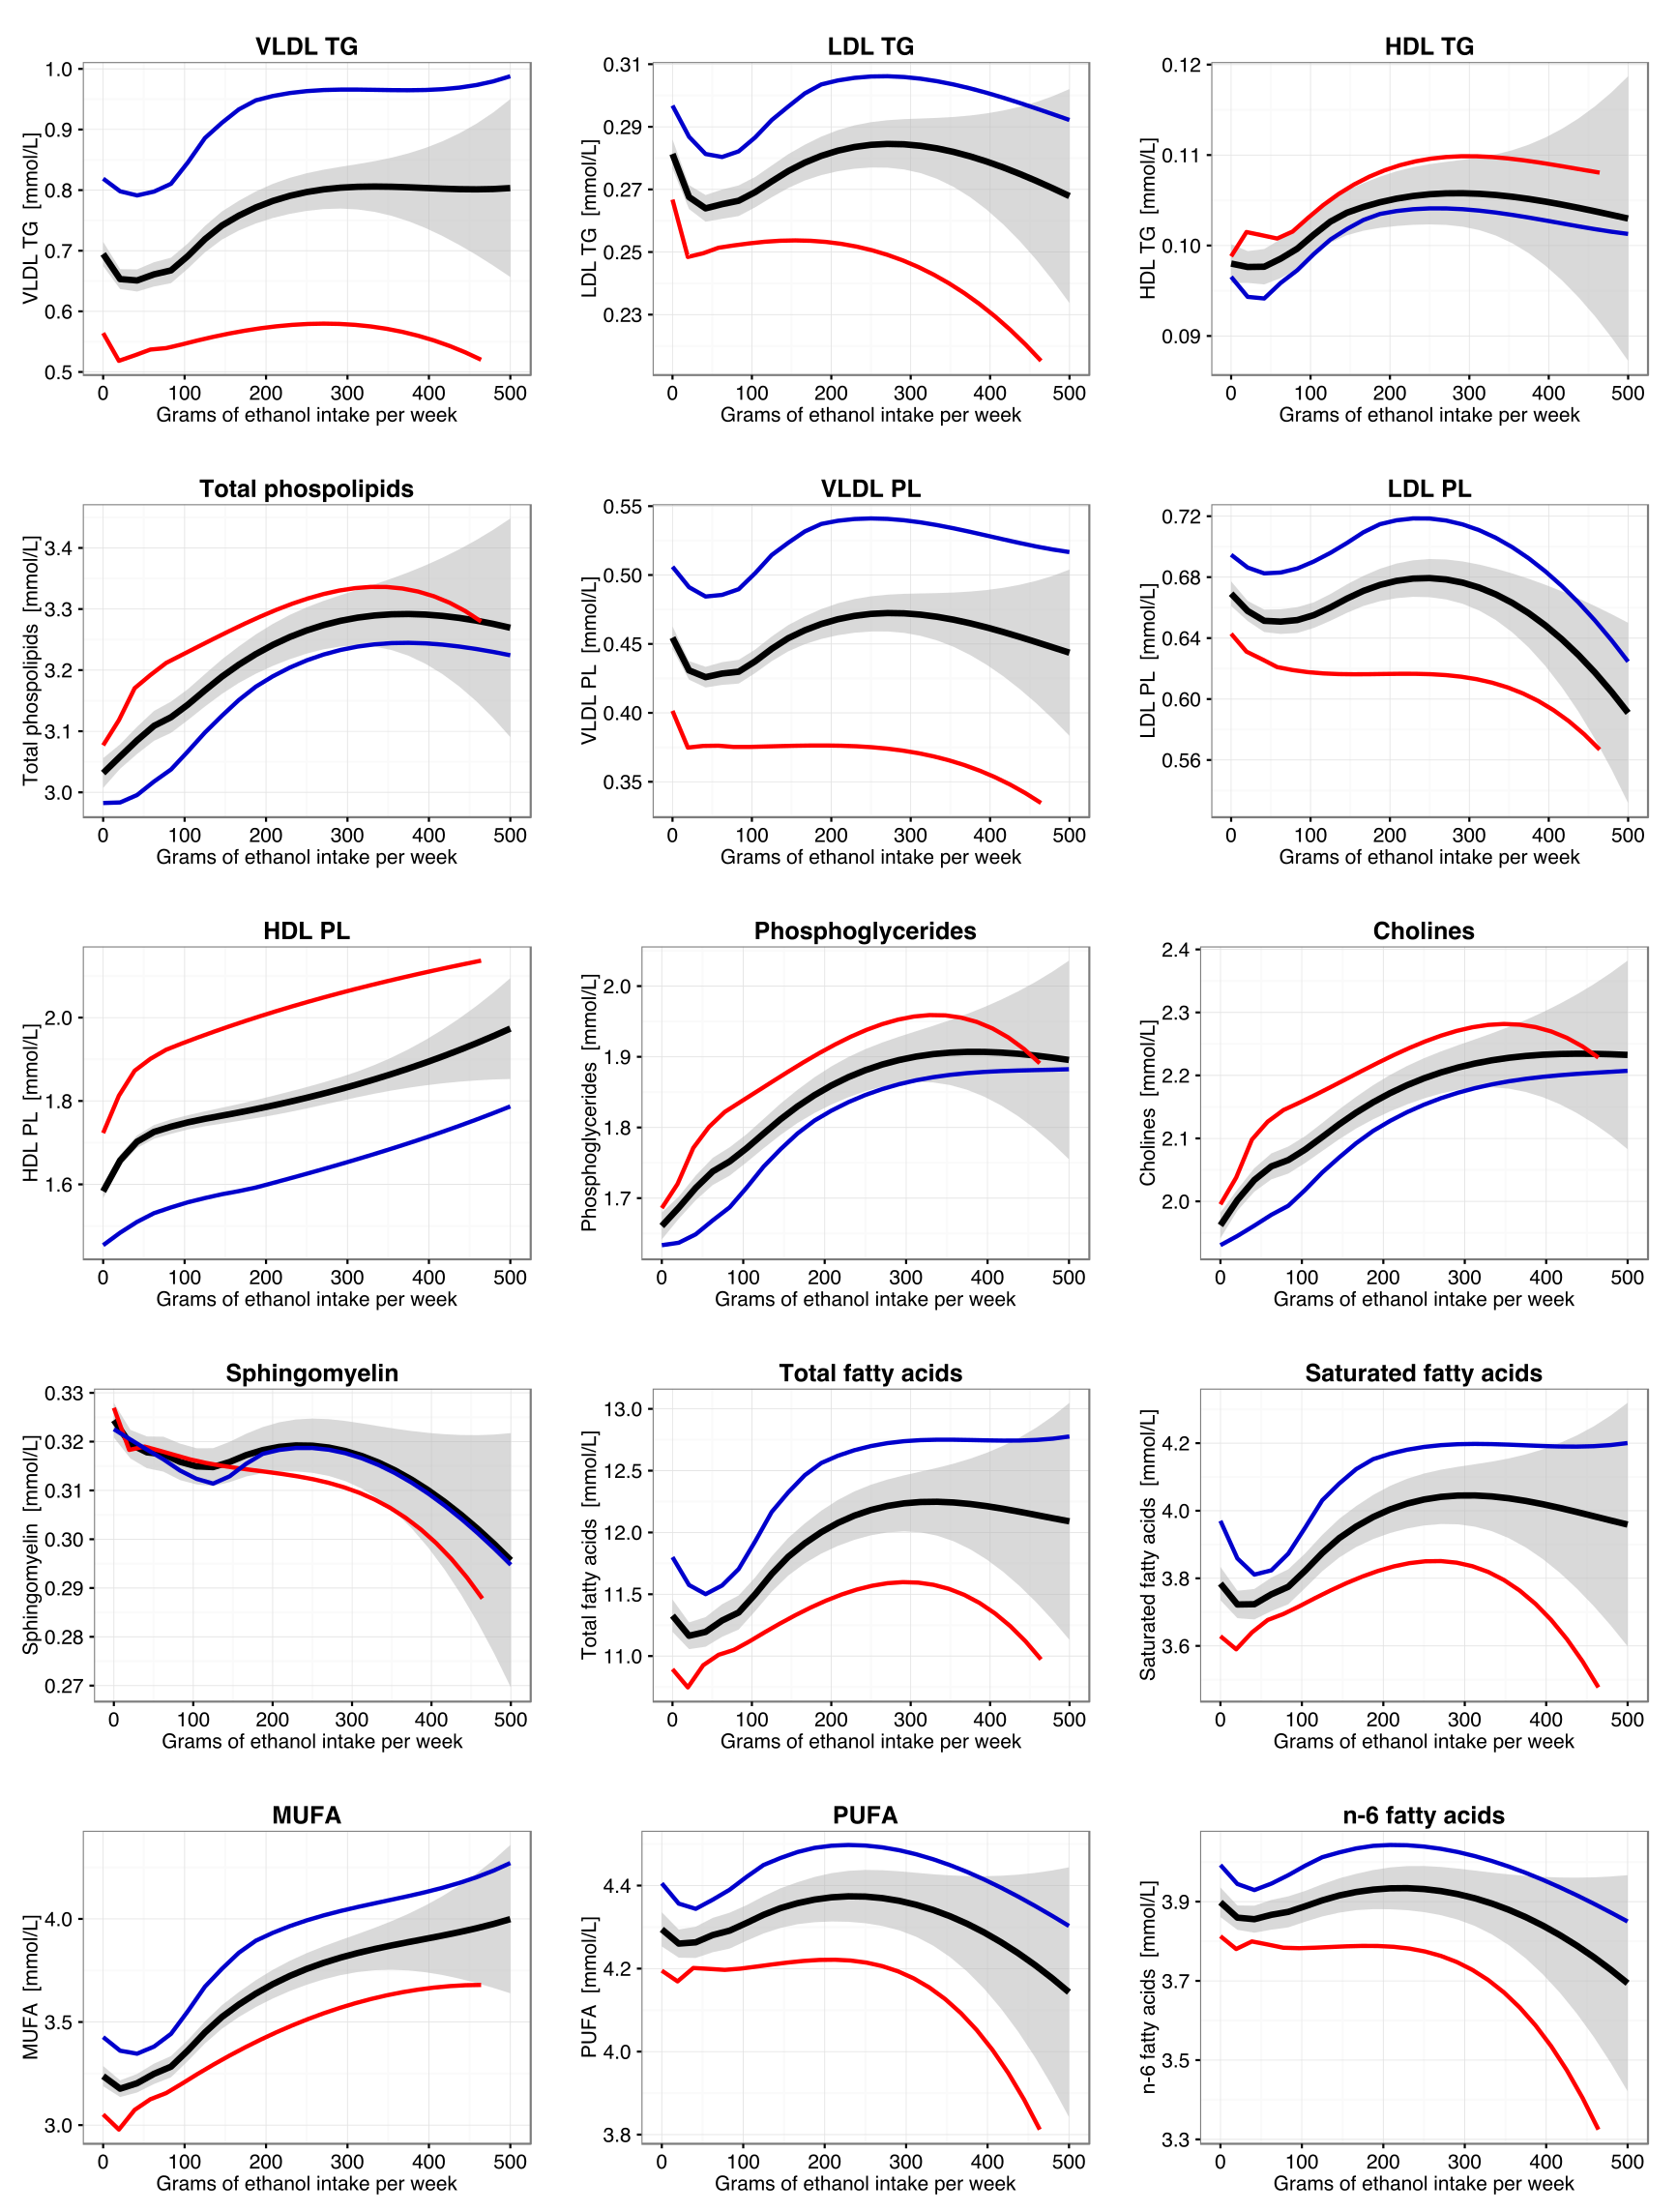 VLDL TG
VLDL TG [mmol/L]
1.0
0.9
0.8
0.7
0.6
0.5
0 100 200 300 400 500
Grams of ethanol intake per week
LDL TG
LDL TG [mmol/L]
0.31
0.29
0.27
0.25
0.23
0 100 200 300 400 500
Grams of ethanol intake per week
HDL TG
HDL TG [mmol/L]
0.12
0.11
0.10
0.09
0 100 200 300 400 500
Grams of ethanol intake per week
Total phospolipids
Total phospolipids [mmol/L]
3.4
3.3
3.2
3.1
3.0
0 100 200 300 400 500
Grams of ethanol intake per week
VLDL PL
VLDL PL [mmol/L]
0.55
0.50
0.45
0.40
0.35
0 100 200 300 400 500
Grams of ethanol intake per week
LDL PL
LDL PL [mmol/L]
0.72
0.68
0.64
0.60
0.56
0 100 200 300 400 500
Grams of ethanol intake per week
HDL PL
HDL PL [mmol/L]
2.0
1.8
1.6
0 100 200 300 400 500
Grams of ethanol intake per week
Phosphoglycerides
Phosphoglycerides [mmol/L]
2.0
1.9
1.8
1.7
0 100 200 300 400 500
Grams of ethanol intake per week
Cholines
Cholines [mmol/L]
2.4
2.3
2.2
2.1
2.0
0 100 200 300 400 500
Grams of ethanol intake per week
Sphingomyelin
Sphingomyelin [mmol/L]
0.33
0.32
0.31
0.30
0.29
0.28
0.27
0 100 200 300 400 500
Grams of ethanol intake per week
Total fatty acids
Total fatty acids [mmol/L]
13.0
12.5
12.0
11.5
11.0
0 100 200 300 400 500
Grams of ethanol intake per week
Saturated fatty acids
Saturated fatty acids [mmol/L]
4.2
4.0
3.8
3.6
0 100 200 300 400 500
Grams of ethanol intake per week
MUFA
MUFA [mmol/L]
4.0
3.5
3.0
0 100 200 300 400 500
Grams of ethanol intake per week
PUFA
PUFA [mmol/L]
4.4
4.2
4.0
3.8
0 100 200 300 400 500
Grams of ethanol intake per week
n-6 fatty acids
n-6 fatty acids [mmol/L]
3.9
3.7
3.5
3.3
0 100 200 300 400 500
Grams of ethanol intake per week